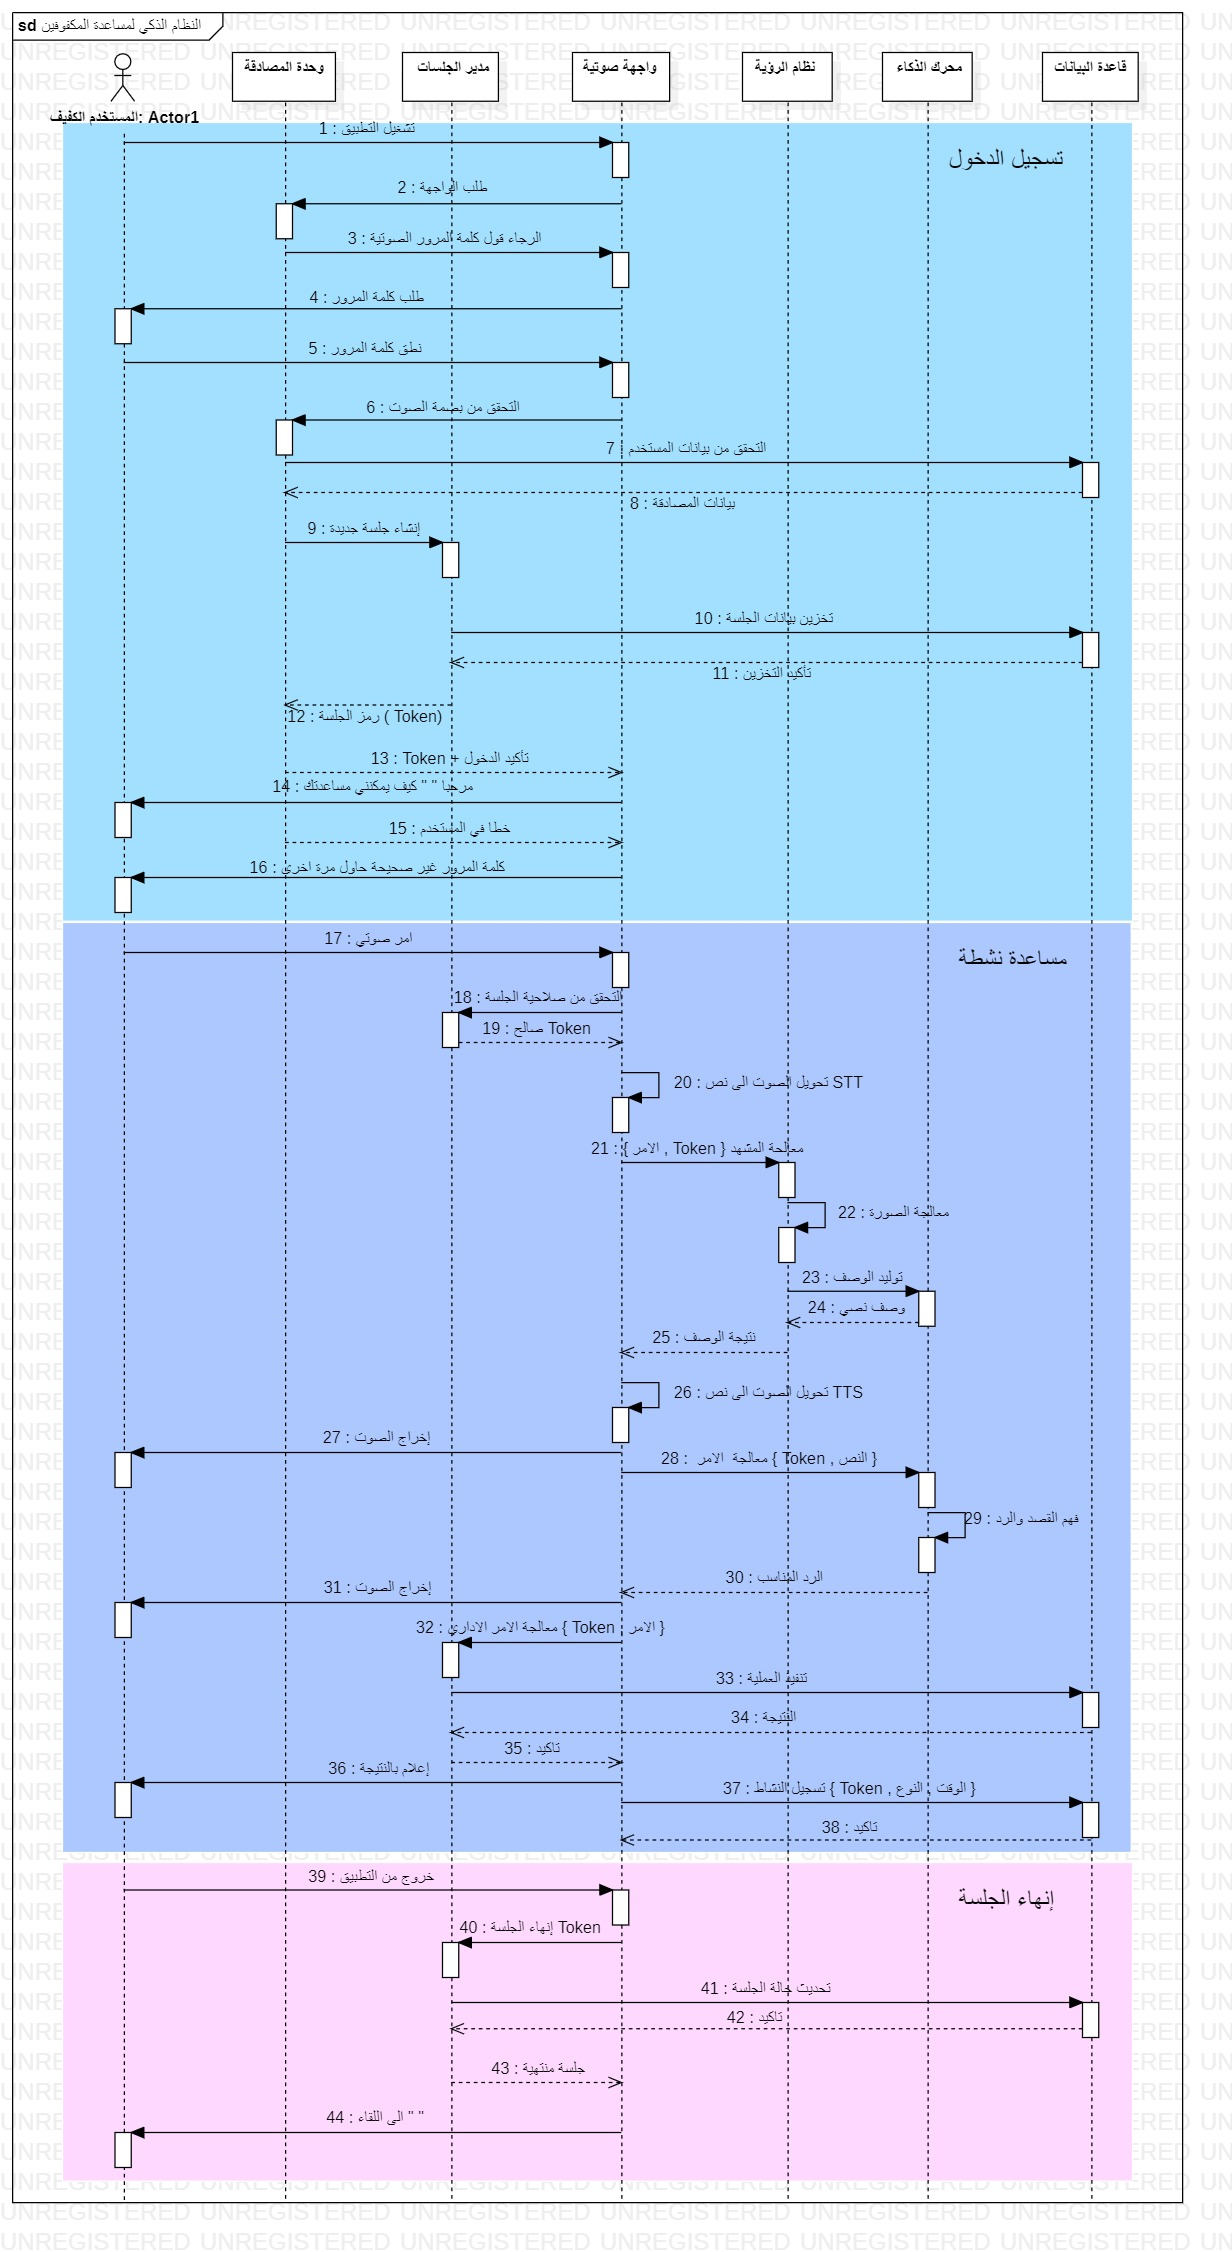 sd النظام الذكي لمساعدة المكفوفين
المستخدم الكفيف: Actor1
وحدة المصادقة
مدير الجلسات
واجهة صوتية
نظام الرؤية
محرك الذكاء
قاعدة البيانات
تسجيل الدخول
1 : تشغيل التطبيق
2 : طلب الواجهة
3 : الرجاء قول كلمة المرور الصوتية
4 : طلب كلمة المرور
5 : نطق كلمة المرور
6 : التحقق من بصمة الصوت
7 : التحقق من بيانات المستخدم
8 : بيانات المصادقة
9 : إنشاء جلسة جديدة
10 : تخزين بيانات الجلسة
11 : تأكيد التخزين
12 : رمز الجلسة ( Token)
13 : Token + تأكيد الدخول
14 : مرحبا " " كيف يمكنني مساعدتك
15 : خطا في المستخدم
16 : كلمة المرور غير صحيحة حاول مرة اخرى
مساعدة نشطة
17 : امر صوتي
18 : التحقق من صلاحية الجلسة
19 : صالح Token
20 : تحويل الصوت الى نص STT
21 : معالجة المشهد { Token , الامر }
22 : معالجة الصورة
23 : توليد الوصف
24 : وصف نصي
25 : نتيجة الوصف
26 : تحويل الصوت الى نص TTS
27 : إخراج الصوت
28 : معالجة الامر { Token , النص }
29 : فهم القصد والرد
30 : الرد المناسب
31 : إخراج الصوت
32 : معالجة الامر الاداري { Token , الامر }
33 : تنفيذ العملية
34 : النتيجة
35 : تاكيد
36 : إعلام بالنتيجة
37 : تسجيل النشاط { Token , الوقت , النوع }
38 : تاكيد
إنهاء الجلسة
39 : خروج من التطبيق
40 : إنهاء الجلسة Token
41 : تحديث حالة الجلسة
42 : تاكيد
43 : جلسة منتهية
44 : الى اللقاء " "
UNREGISTERED